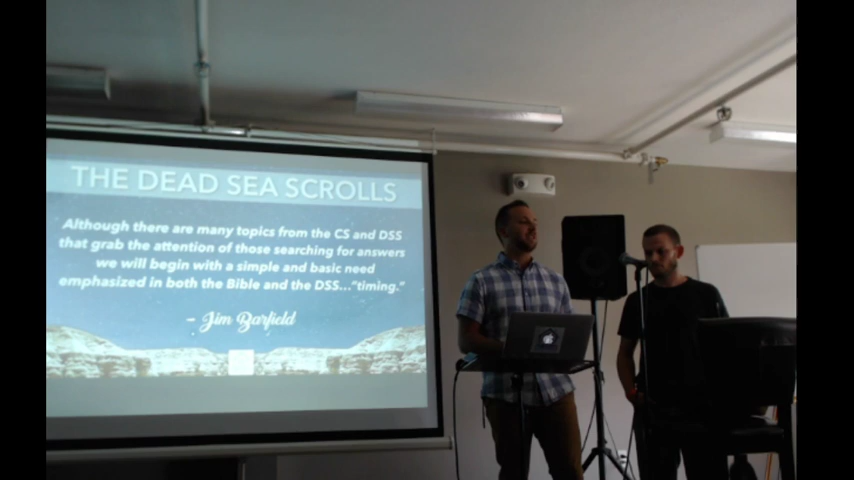 THE DEAD SEA SCROLLS
Although there are many topics from the CS and DSS
that grab the attention of those searching for answers
we will begin with a simple and basic need
emphasized in both the Bible and the DSS..."timing."
- Jim Barfield